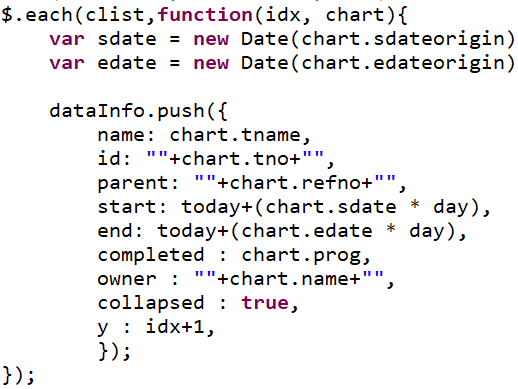 $.each(clist,function(idx, chart){
    var sdate = new Date(chart.sdateorigin)
    var edate = new Date(chart.edateorigin)

    dataInfo.push({
        name: chart.tname,
        id: ""+chart.tno+"",
        parent: ""+chart.refno+"",
        start: today+(chart.sdate * day),
        end: today+(chart.edate * day),
        completed : chart.prog,
        owner : ""+chart.name+"",
        collapsed : true,
        y : idx+1,
        });
});